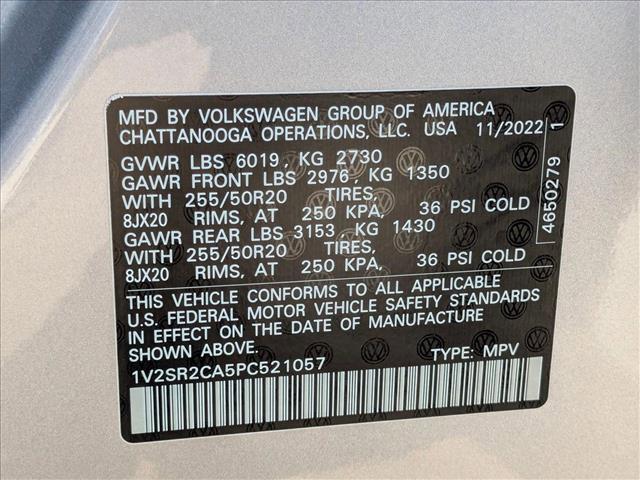 MFD BY VOLKSWAGEN GROUP OF AMERICA
CHATTANOOGA OPERATIONS, LLC. USA 11/2022
GVWR LBS 6019, KG 2730
GAWR FRONT LBS 2976, KG 1350
WITH 255/50R20 TIRES,
8JX20 RIMS, AT 250 KPA, 36 PSI COLD
GAWR REAR LBS 3153, KG 1430
WITH 255/50R20 TIRES,
8JX20 RIMS, AT 250 KPA, 36 PSI COLD
THIS VEHICLE CONFORMS TO ALL APPLICABLE
U.S. FEDERAL MOTOR VEHICLE SAFETY STANDARDS
IN EFFECT ON THE DATE OF MANUFACTURE
SHOWN ABOVE.
1V2SR2CA5PC521057 TYPE: MPV
4650279 1